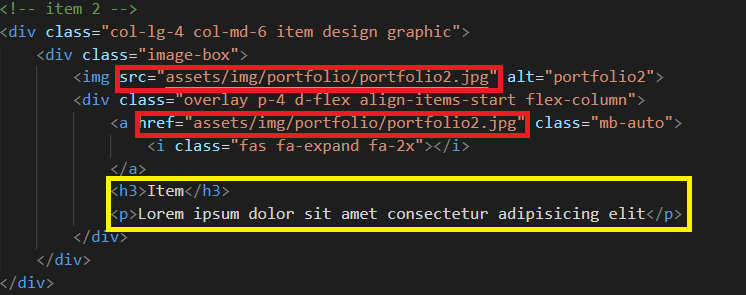 <!-- item 2 -->
<div class="col-lg-4 col-md-6 item design graphic">
<div class="image-box">
<img src="assets/img/portfolio/portfolio2.jpg" alt="portfolio2">
<div class="overlay p-4 d-flex align-items-start flex-column">
<a href="assets/img/portfolio/portfolio2.jpg" class="mb-auto">
<i class="fas fa-expand fa-2x"></i>
</a>
<h3>Item</h3>
<p>Lorem ipsum dolor sit amet consectetur adipisicing elit</p>
</div>
</div>
</div>